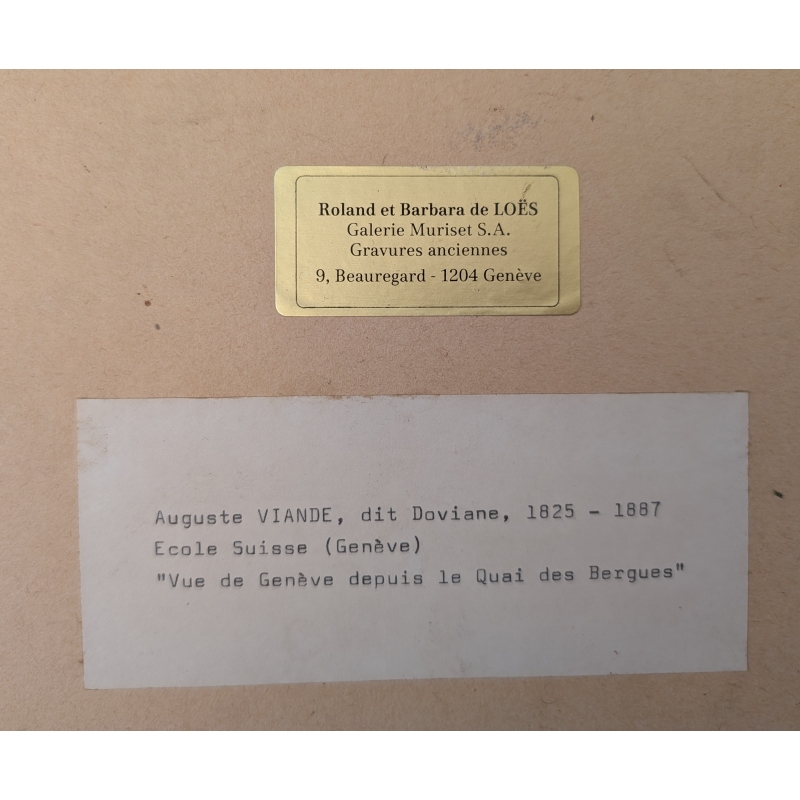 Roland et Barbara de LOËS
Galerie Muriset S.A.
Gravures anciennes
9, Beauregard - 1204 Genève
Auguste VIANDE, dit Doviane, 1825 - 1887
Ecole Suisse (Genève)
"Vue de Genève depuis le Quai des Bergues"